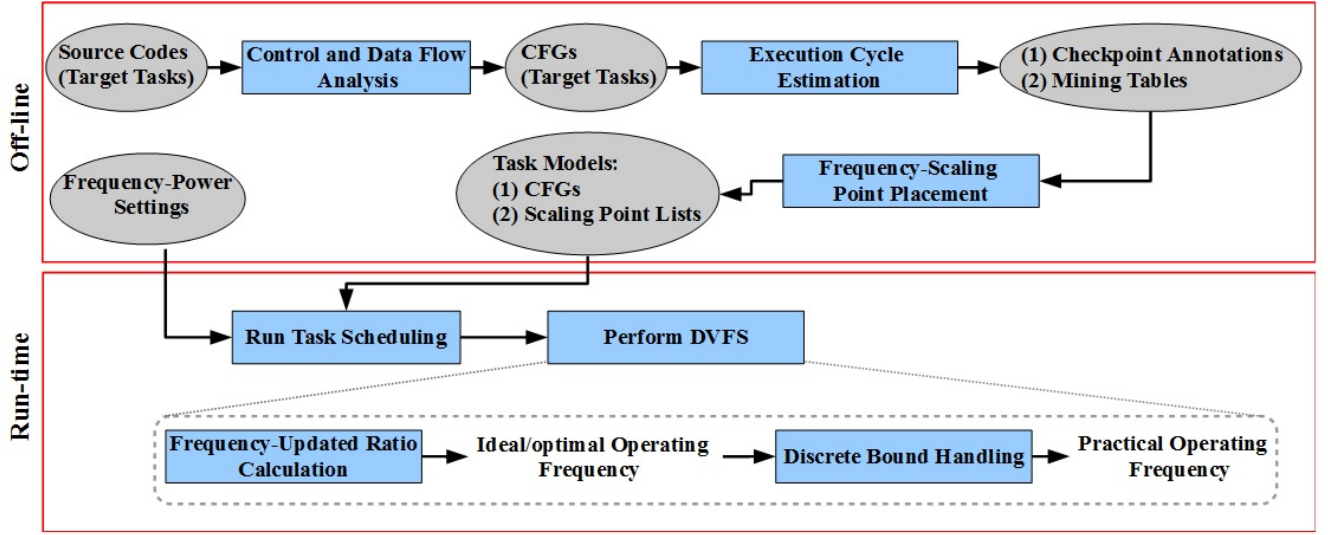 Off-line
Source Codes
(Target Tasks)
Control and Data Flow
Analysis
CFGs
(Target Tasks)
Execution Cycle
Estimation
(1) Checkpoint Annotations
(2) Mining Tables
Frequency-Power
Settings
Task Models:
(1) CFGs
(2) Scaling Point Lists
Frequency-Scaling
Point Placement
Run-time
Run Task Scheduling
Perform DVFS
Frequency-Updated Ratio
Calculation
Ideal/optimal Operating
Frequency
Discrete Bound Handling
Practical Operating
Frequency